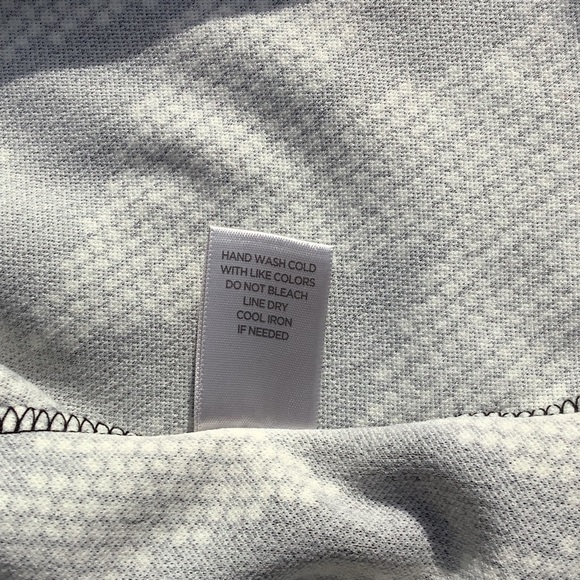 HAND WASH COLD
WITH LIKE COLORS
DO NOT BLEACH
LINE DRY
COOL IRON
IF NEEDED